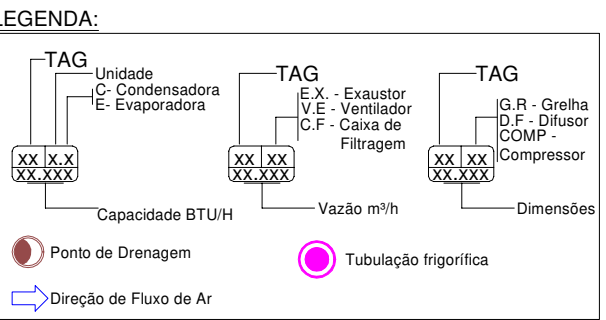 LEGENDA:
TAG
Unidade
C- Condensadora
E- Evaporadora
XX X.X
XX.XXX
Capacidade BTU/H
TAG
E.X. - Exaustor
V.E - Ventilador
C.F - Caixa de
Filtragem
XX XX
XX.XXX
Vazão m³/h
TAG
G.R - Grelha
D.F - Difusor
COMP -
Compressor
XX XX
XX.XXX
Dimensões
Ponto de Drenagem
Tubulação frigorífica
Direção de Fluxo de Ar